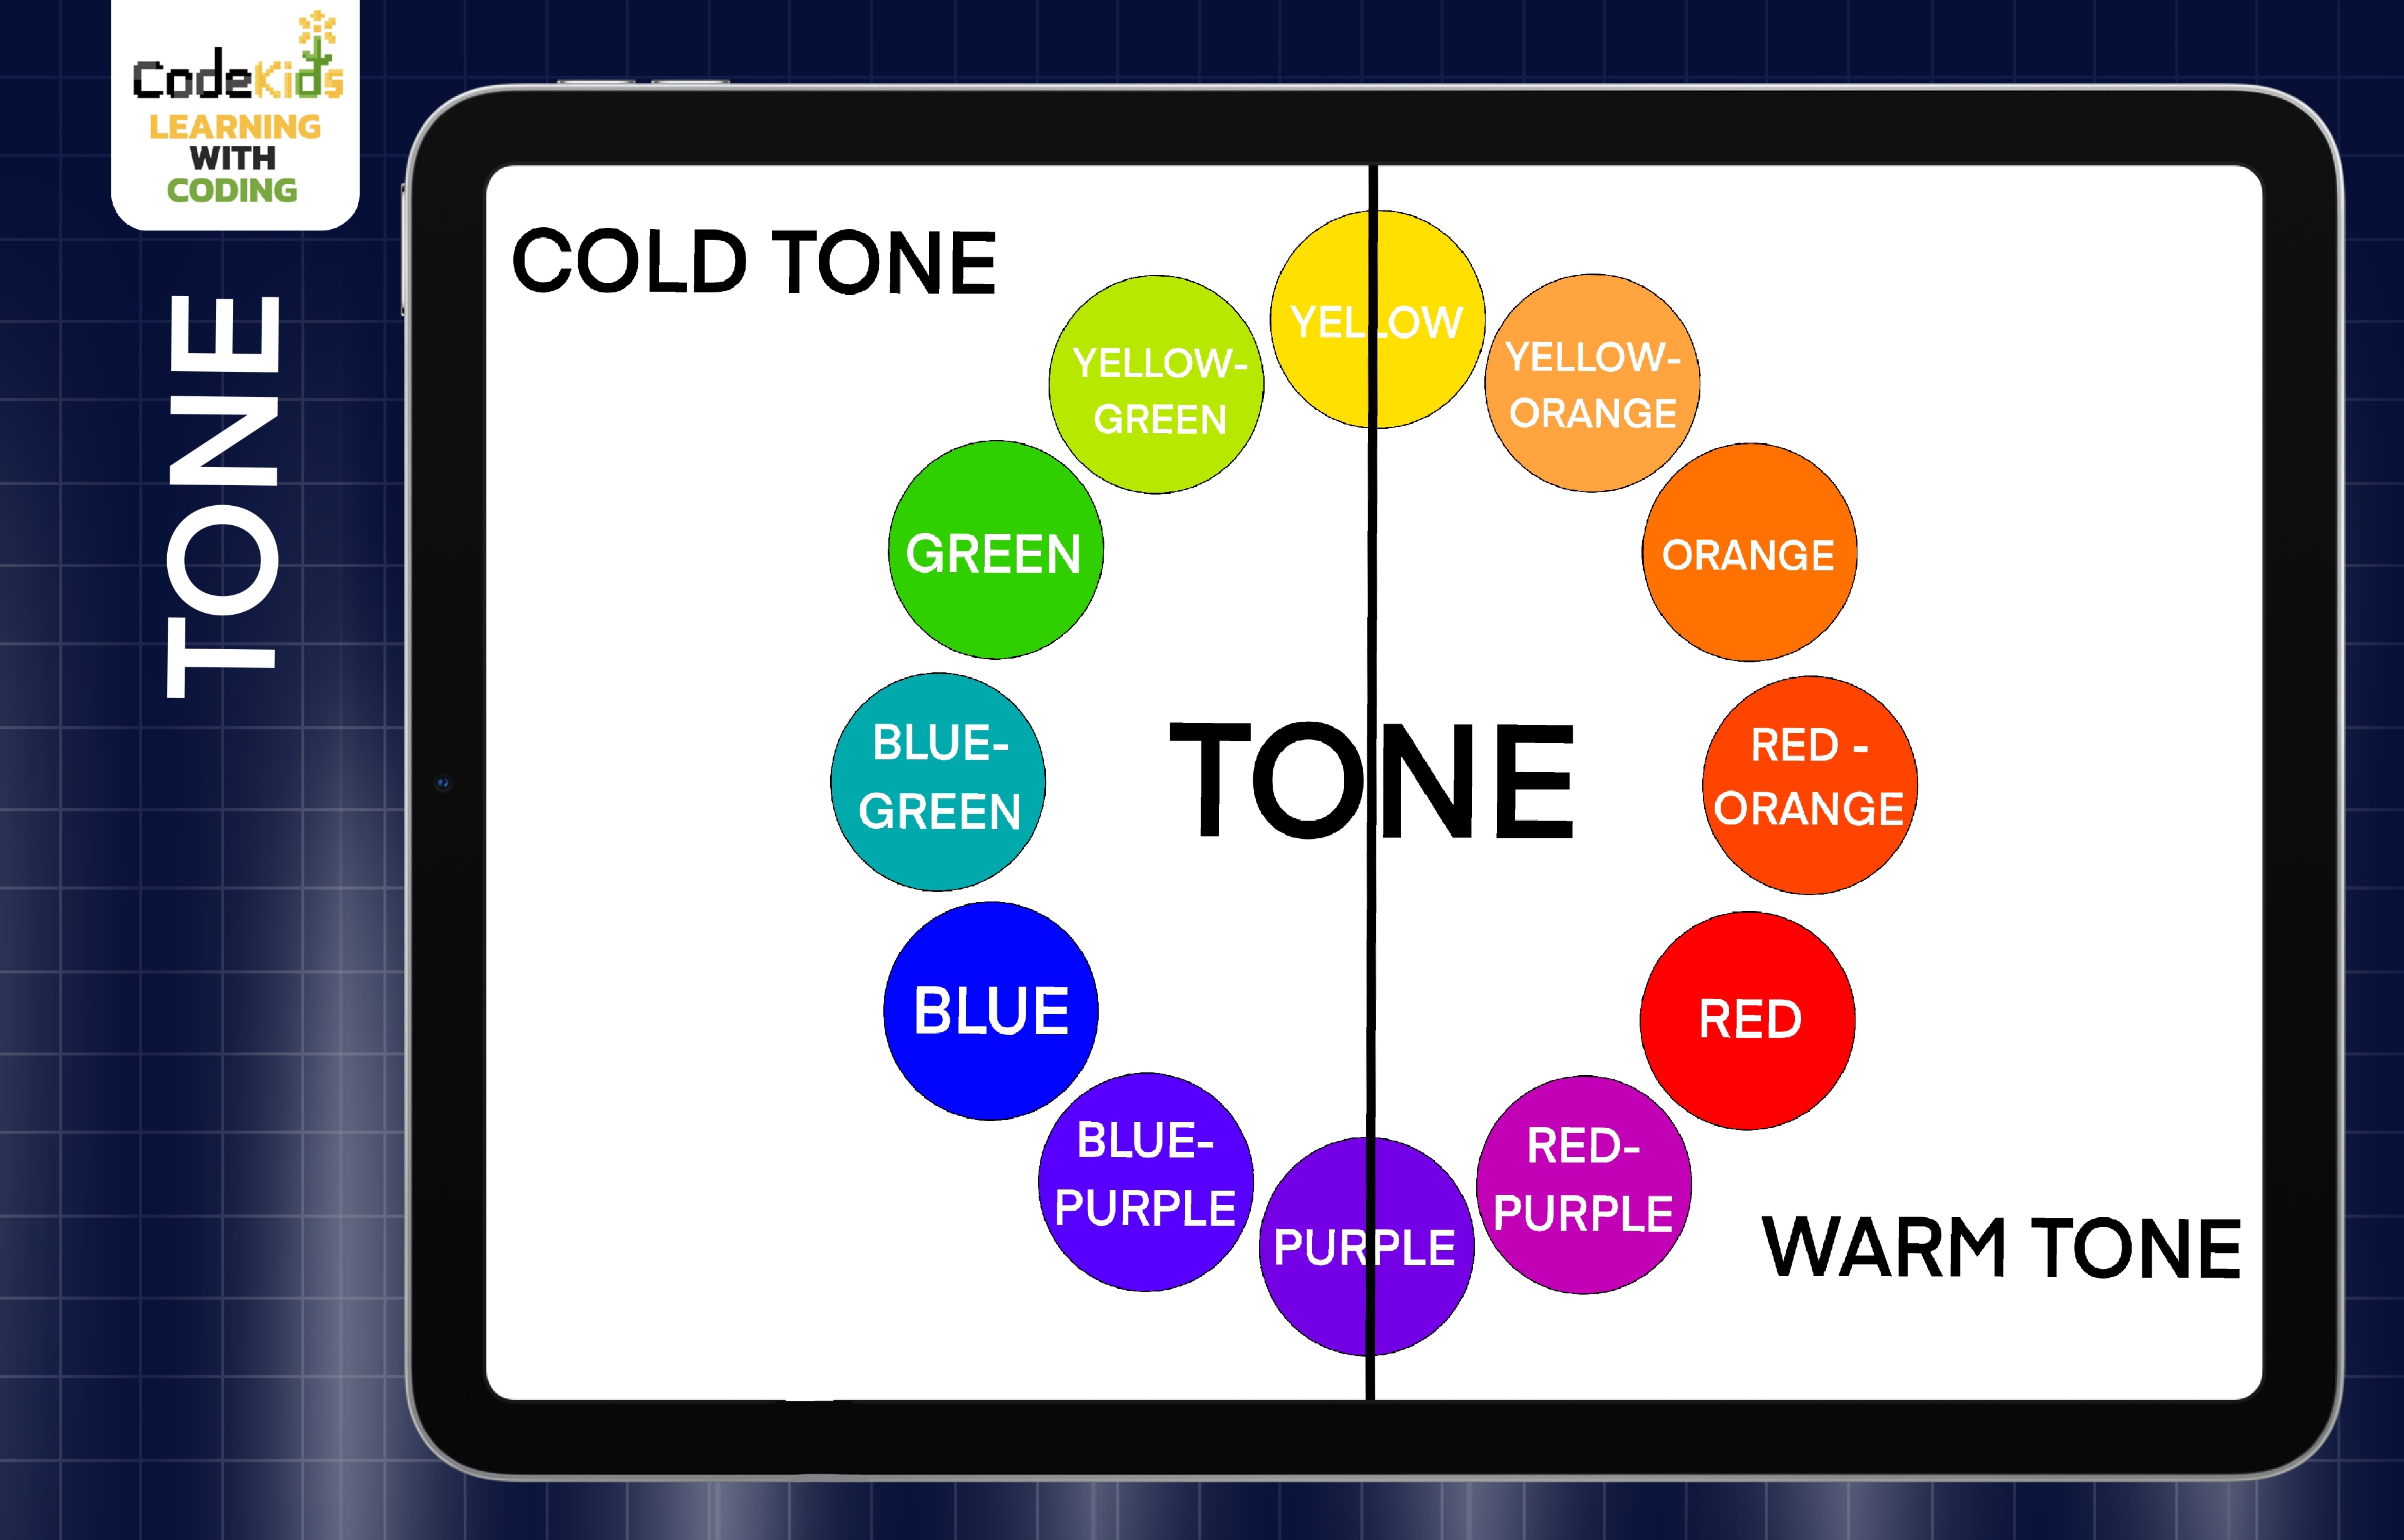 CodeKids
LEARNING
WITH
CODING
TONE
COLD TONE
YELLOW
YELLOW-
GREEN
YELLOW-
ORANGE
GREEN
ORANGE
BLUE-
GREEN
TONE
RED -
ORANGE
BLUE
RED
BLUE-
PURPLE
PURPLE
RED-
PURPLE
WARM TONE